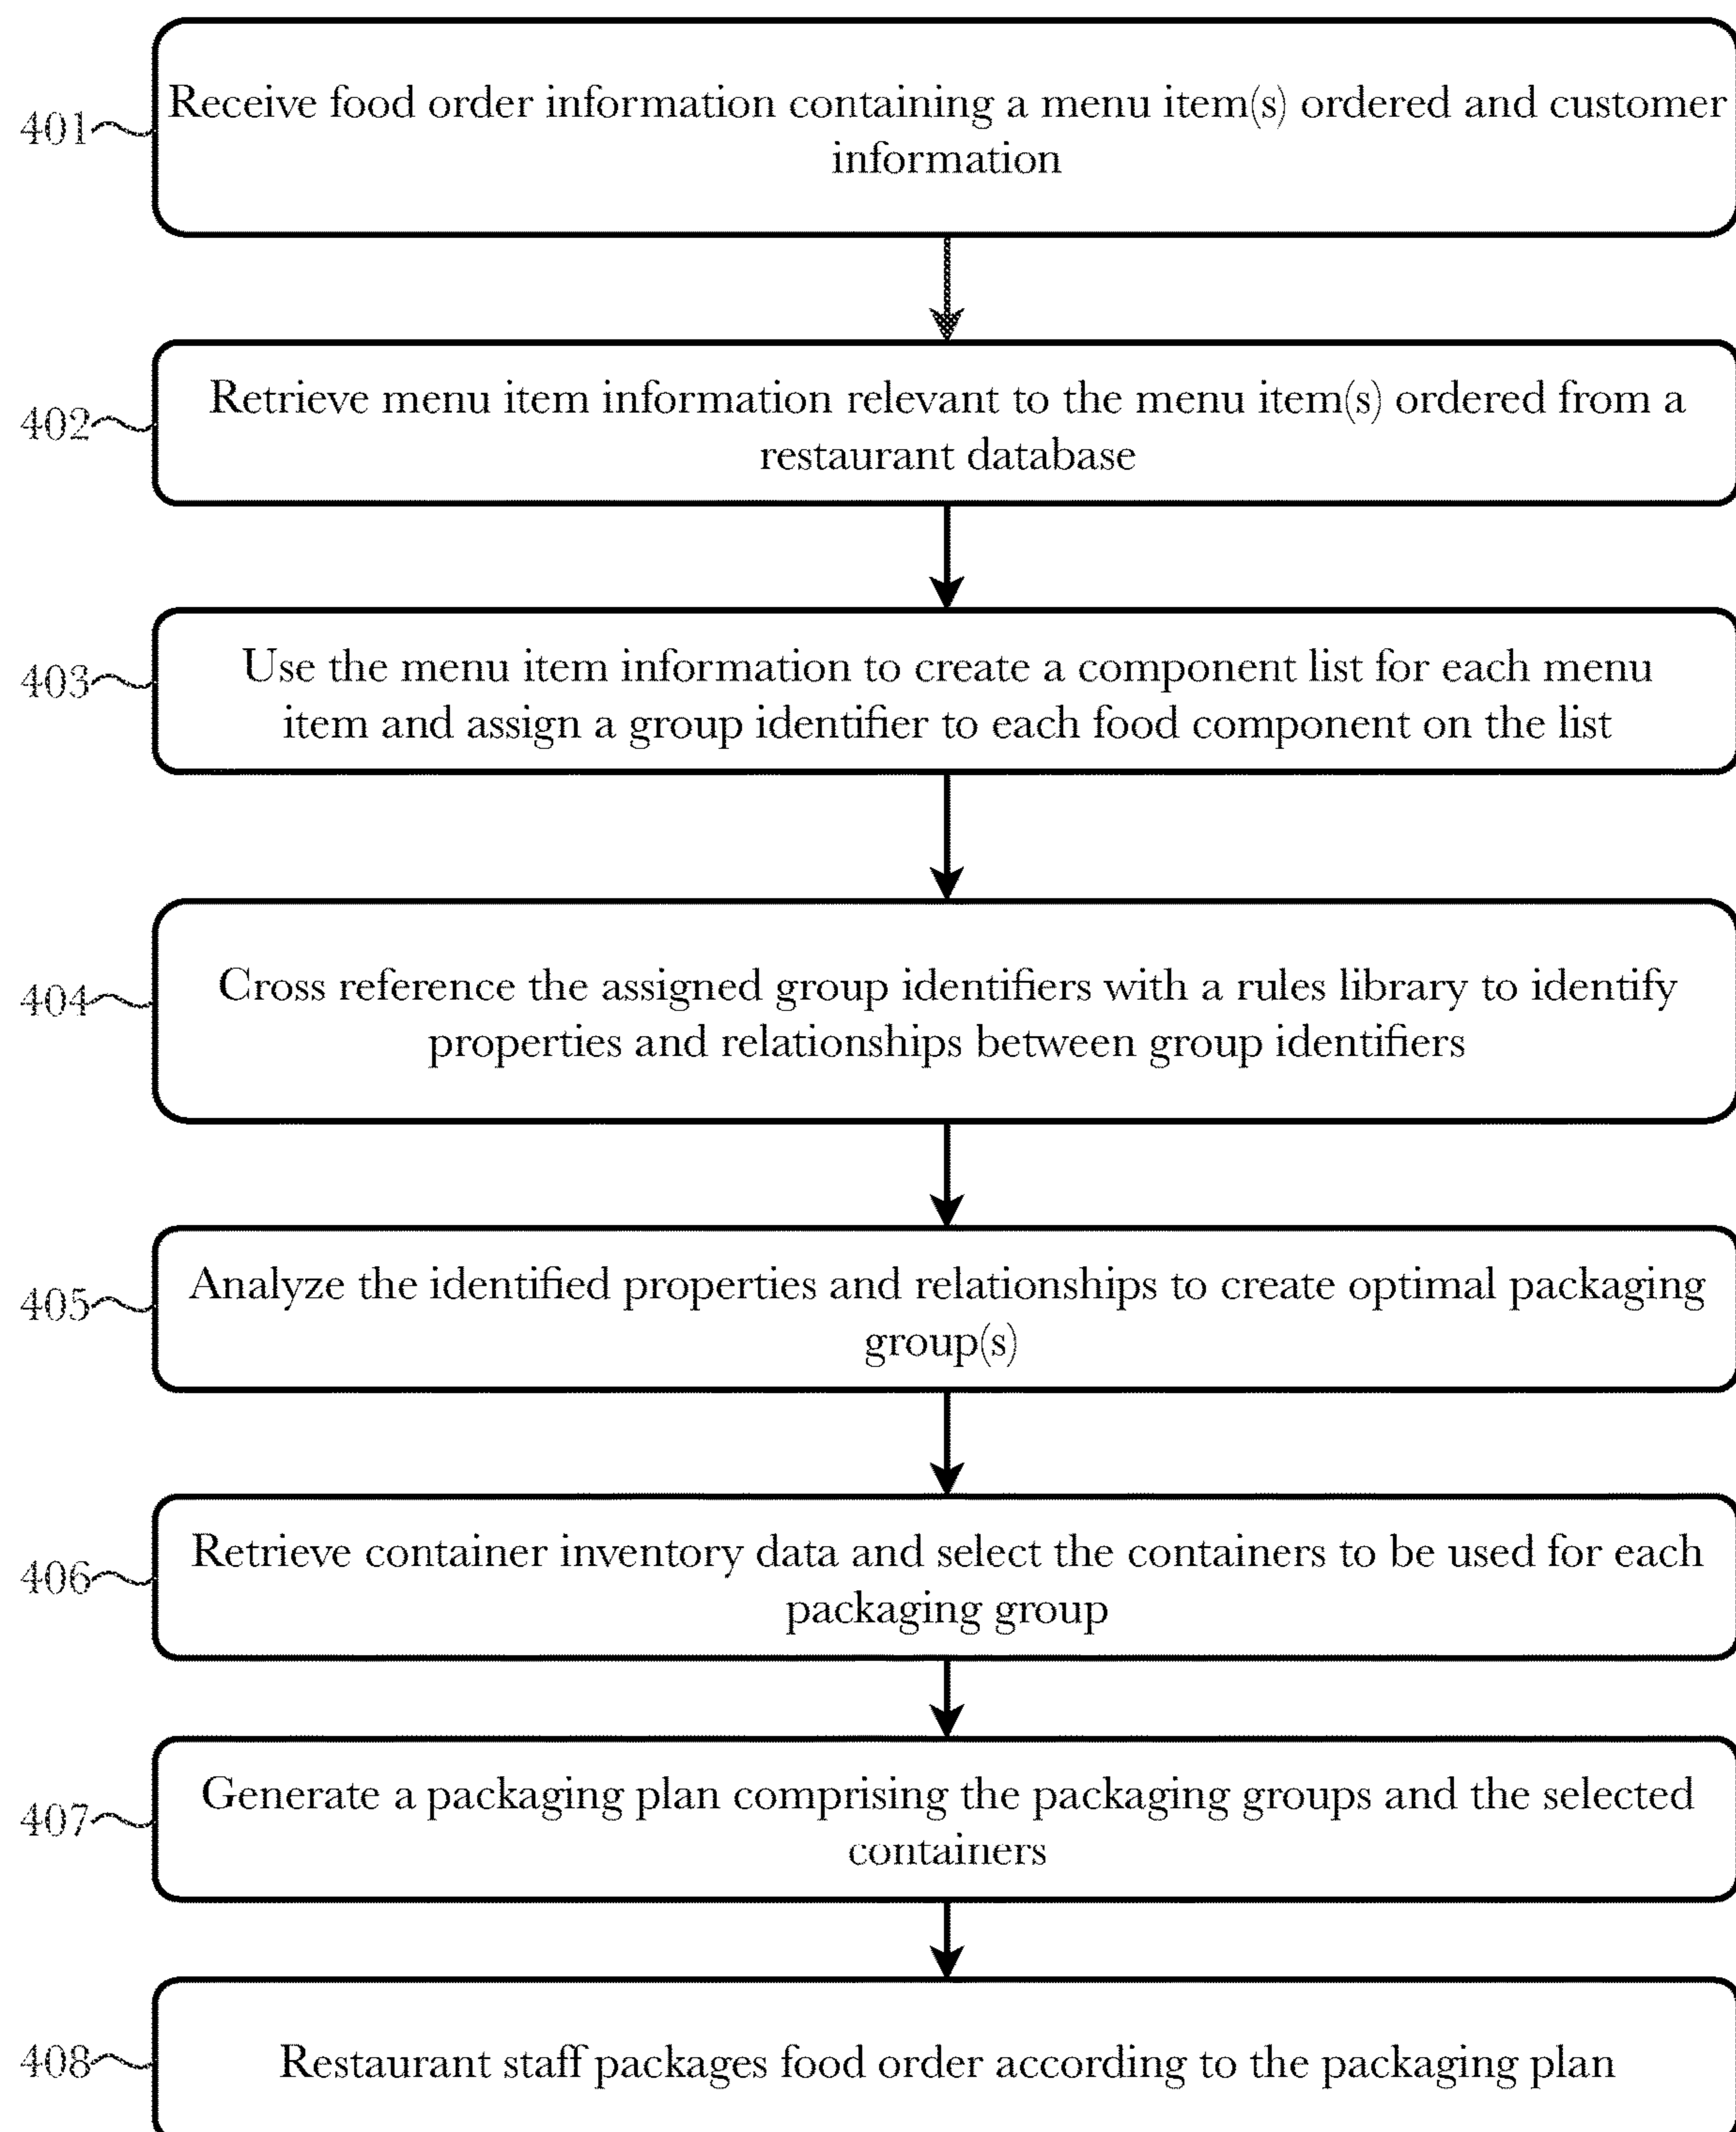 401
Receive food order information containing a menu item(s) ordered and customer
information
402
Retrieve menu item information relevant to the menu item(s) ordered from a
restaurant database
403
Use the menu item information to create a component list for each menu
item and assign a group identifier to each food component on the list
404
Cross reference the assigned group identifiers with a rules library to identify
properties and relationships between group identifiers
405
Analyze the identified properties and relationships to create optimal packaging
group(s)
406
Retrieve container inventory data and select the containers to be used for each
packaging group
407
Generate a packaging plan comprising the packaging groups and the selected
containers
408
Restaurant staff packages food order according to the packaging plan